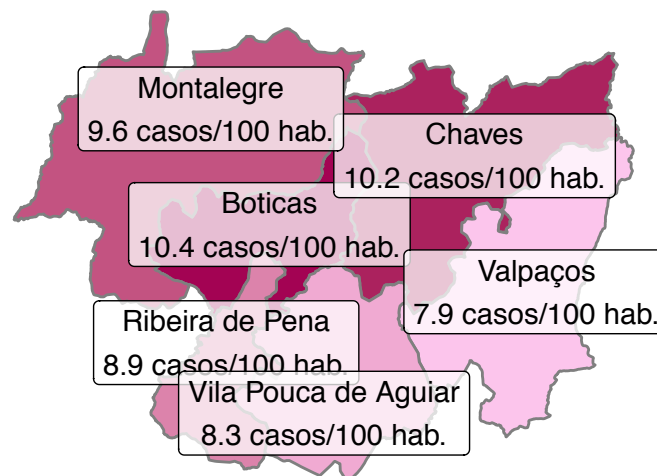 Montalegre
9.6 casos/100 hab.
Chaves
10.2 casos/100 hab.
Boticas
10.4 casos/100 hab.
Valpaços
7.9 casos/100 hab.
Ribeira de Pena
8.9 casos/100 hab.
Vila Pouca de Aguiar
8.3 casos/100 hab.